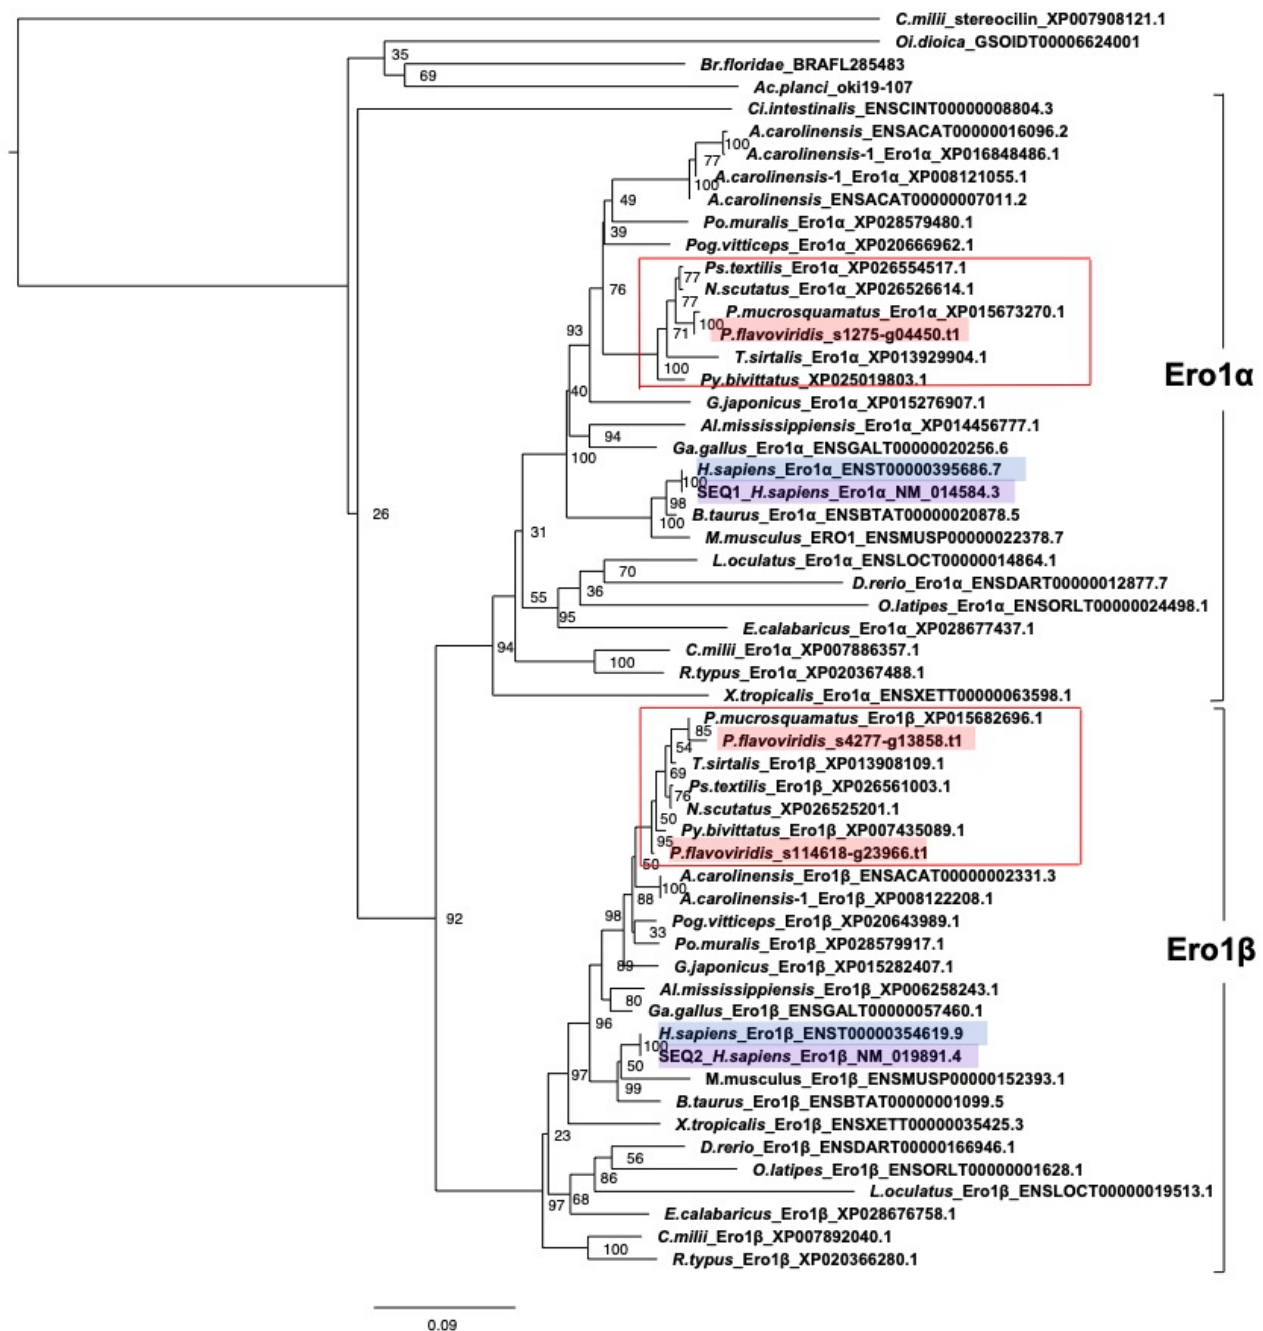 C.milii_stereocilin_XP007908121.1
Oi.dioica_GSOIDT00006624001
35
Br.floridae_BRAFL285483
69
Ac.planci_oki19-107
Ci.intestinalis_ENSCINT00000008804.3
A.carolinensis_ENSACAT00000016096.2
100
A.carolinensis-1_Ero1α_XP016848486.1
77
A.carolinensis-1_Ero1α_XP008121055.1
100
A.carolinensis_ENSACAT00000007011.2
49
Po.muralis_Ero1α_XP028579480.1
39
Pog.vitticeps_Ero1α_XP020666962.1
Ps.textilis_Ero1α_XP026554517.1
77
N.scutatus_Ero1α_XP026526614.1
76
77
P.mucrosquamatus_Ero1α_XP015673270.1
100
93
71
P.flavoviridis_s1275-g04450.t1
T.sirtalis_Ero1α_XP013929904.1
100
Ero1α
Py.bivittatus_XP025019803.1
40
G.japonicus_Ero1α_XP015276907.1
Al.mississippiensis_Ero1α_XP014456777.1
94
Ga.gallus_Ero1α_ENSGALT00000020256.6
100
H.sapiens_Ero1α_ENST00000395686.7
100
SEQ1_H.sapiens_Ero1α_NM_014584.3
98
26
B.taurus_Ero1α_ENSBTAT00000020878.5
100
31
M.musculus_ERO1_ENSMUSP00000022378.7
L.oculatus_Ero1α_ENSLOCT00000014864.1
70
D.rerio_Ero1α_ENSDART00000012877.7
36
55
O.latipes_Ero1α_ENSORLT00000024498.1
95
E.calabaricus_Ero1α_XP028677437.1
94
C.milii_Ero1α_XP007886357.1
100
R.typus_Ero1α_XP020367488.1
X.tropicalis_Ero1α_ENSXETT00000063598.1
P.mucrosquamatus_Ero1β_XP015682696.1
85
P.flavoviridis_s4277-g13858.t1
54
T.sirtalis_Ero1β_XP013908109.1
69
Ps.textilis_Ero1β_XP026561003.1
76
N.scutatus_XP026525201.1
50
Py.bivittatus_Ero1β_XP007435089.1
95
P.flavoviridis_s114618-g23966.t1
50
A.carolinensis_Ero1β_ENSACAT00000002331.3
100
88
A.carolinensis-1_Ero1β_XP008122208.1
92
98
Pog.vitticeps_Ero1β_XP020643989.1
33
Po.muralis_Ero1β_XP028579917.1
Ero1β
89
G.japonicus_Ero1β_XP015282407.1
Al.mississippiensis_Ero1β_XP006258243.1
80
Ga.gallus_Ero1β_ENSGALT00000057460.1
96
H.sapiens_Ero1β_ENST00000354619.9
100
SEQ2_H.sapiens_Ero1β_NM_019891.4
50
97
M.musculus_Ero1β_ENSMUSP00000152393.1
99
B.taurus_Ero1β_ENSBTAT00000001099.5
X.tropicalis_Ero1β_ENSXETT00000035425.3
23
D.rerio_Ero1β_ENSDART00000166946.1
56
O.latipes_Ero1β_ENSORLT00000001628.1
86
L.oculatus_Ero1β_ENSLOCT00000019513.1
97
68
E.calabaricus_Ero1β_XP028676758.1
C.milii_Ero1β_XP007892040.1
100
R.typus_Ero1β_XP020366280.1
0.09